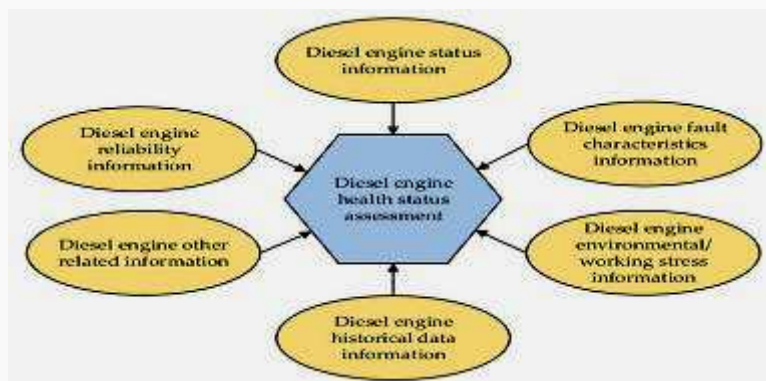 Diesel engine status
information
Diesel engine
reliability
information
Diesel engine fault
characteristics
information
Diesel engine
health status
assessment
Diesel engine other
related information
Diesel engine
environmental/
working stress
information
Diesel engine
historical data
information